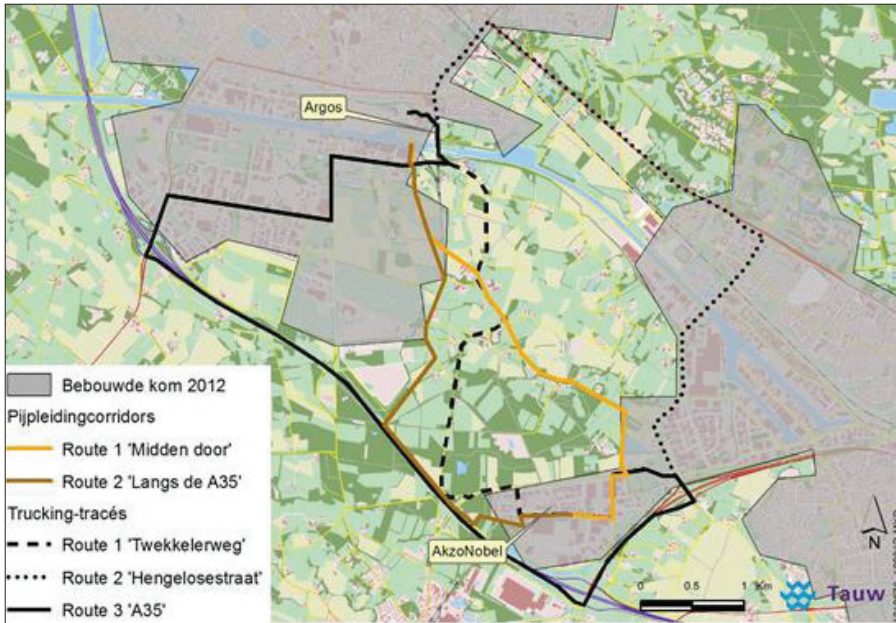 Argos
Bebouwde kom 2012
Pijpleidingcorridors
Route 1 'Midden door'
Route 2 'Langs de A35'
Trucking-tracés
Route 1 'Twekkelerweg'
Route 2 'Hengelosestraat'
Route 3 'A35'
AkzoNobel
N
0 0.5 1 Km
Tauw